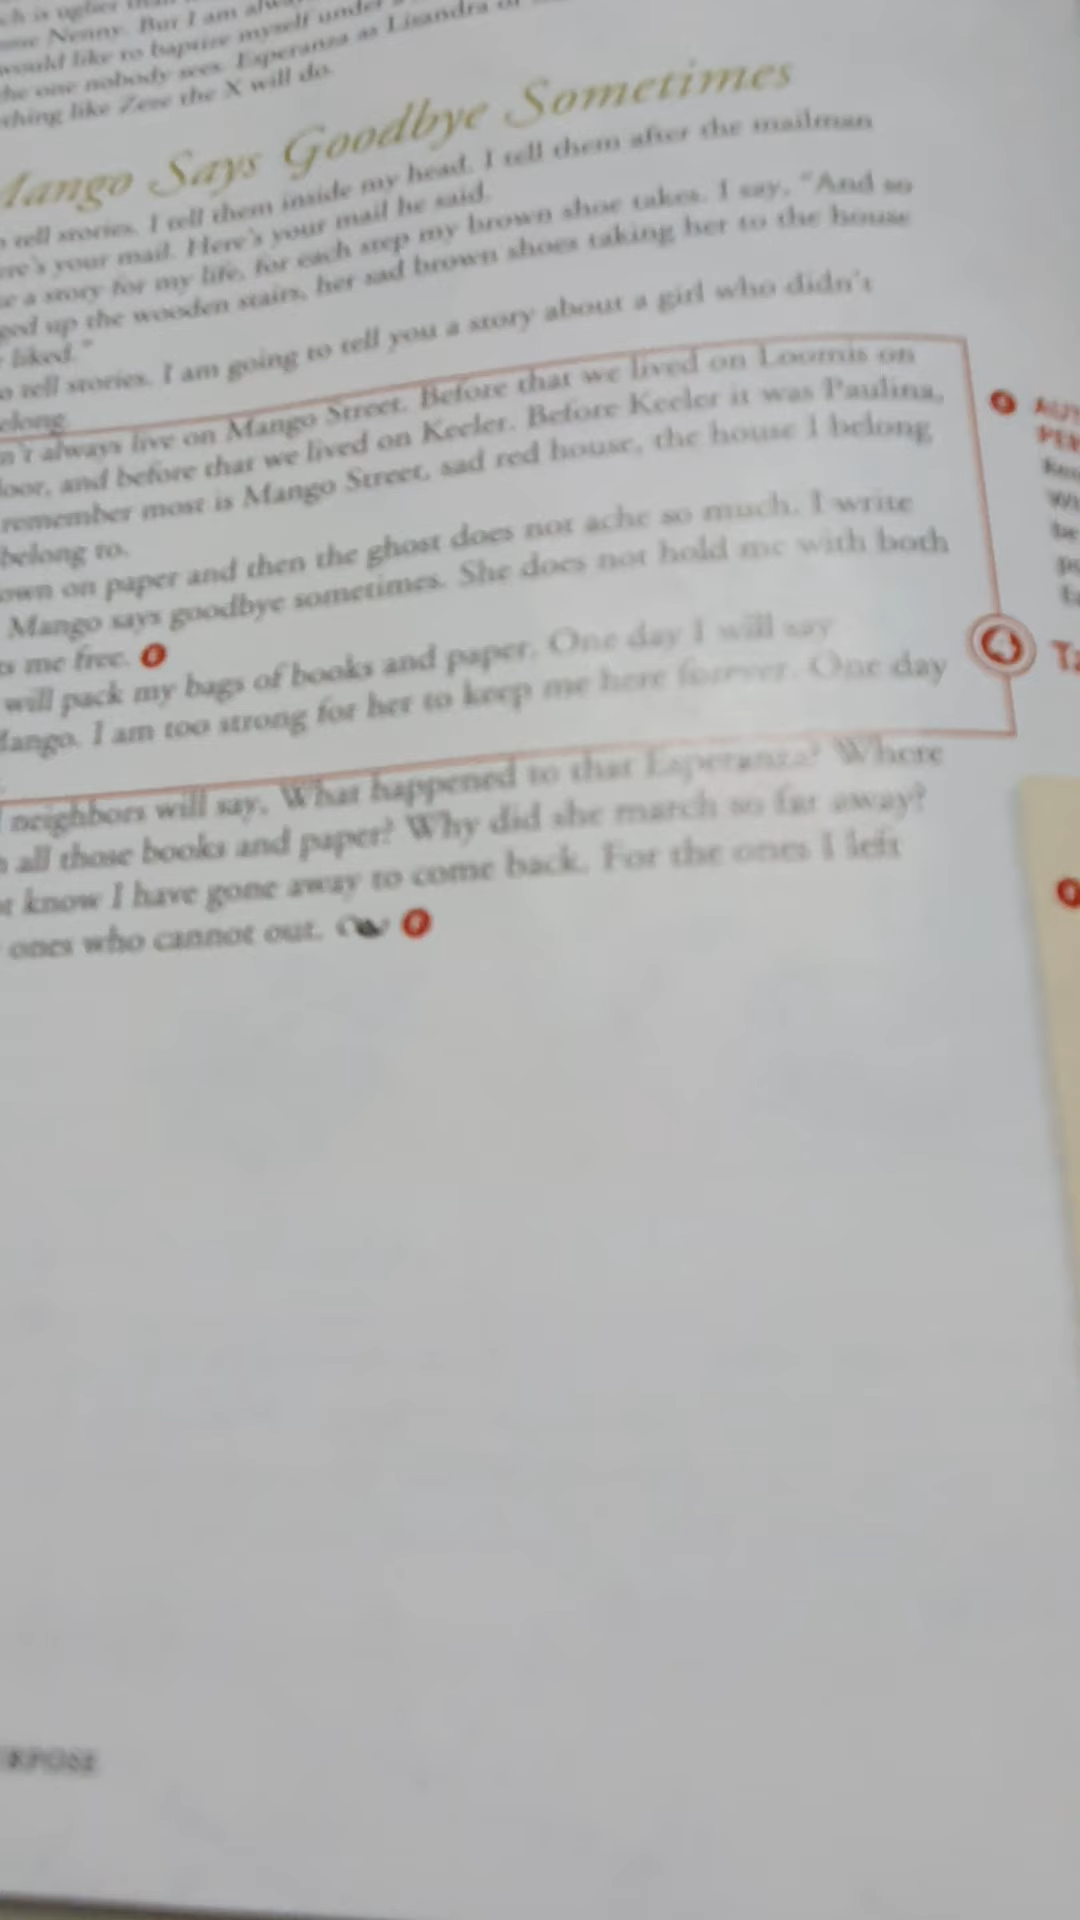 Nenny. But I am
would like to baptize myself under
the one nobody sees. Esperanza as Lisandra or
thing like Zeze the X will do.
Mango Says Goodbye Sometimes
tell stories. I tell them inside my head. I tell them after the mailman
your mail. Here's your mail he said.
a story for my life, for each step my brown shoe takes. I say, "And so
up the wooden stairs, her sad brown shoes taking her to the house
liked."
tell stories. I am going to tell you a story about a girl who didn't
always live on Mango Street. Before that we lived on Loomis on
and before that we lived on Keeler. Before Keeler it was Paulina,
remember most is Mango Street, sad red house, the house I belong
belong to.
on paper and then the ghost does not ache so much. I write
Mango says goodbye sometimes. She does not hold me with both
me free.
will pack my bags of books and paper. One day I will say
Mango. I am too strong for her to keep me here forever. One day
neighbors will say, What happened to that Esperanza? Where
all those books and paper? Why did she march so far away?
know I have gone away to come back. For the ones I left
ones who cannot out.